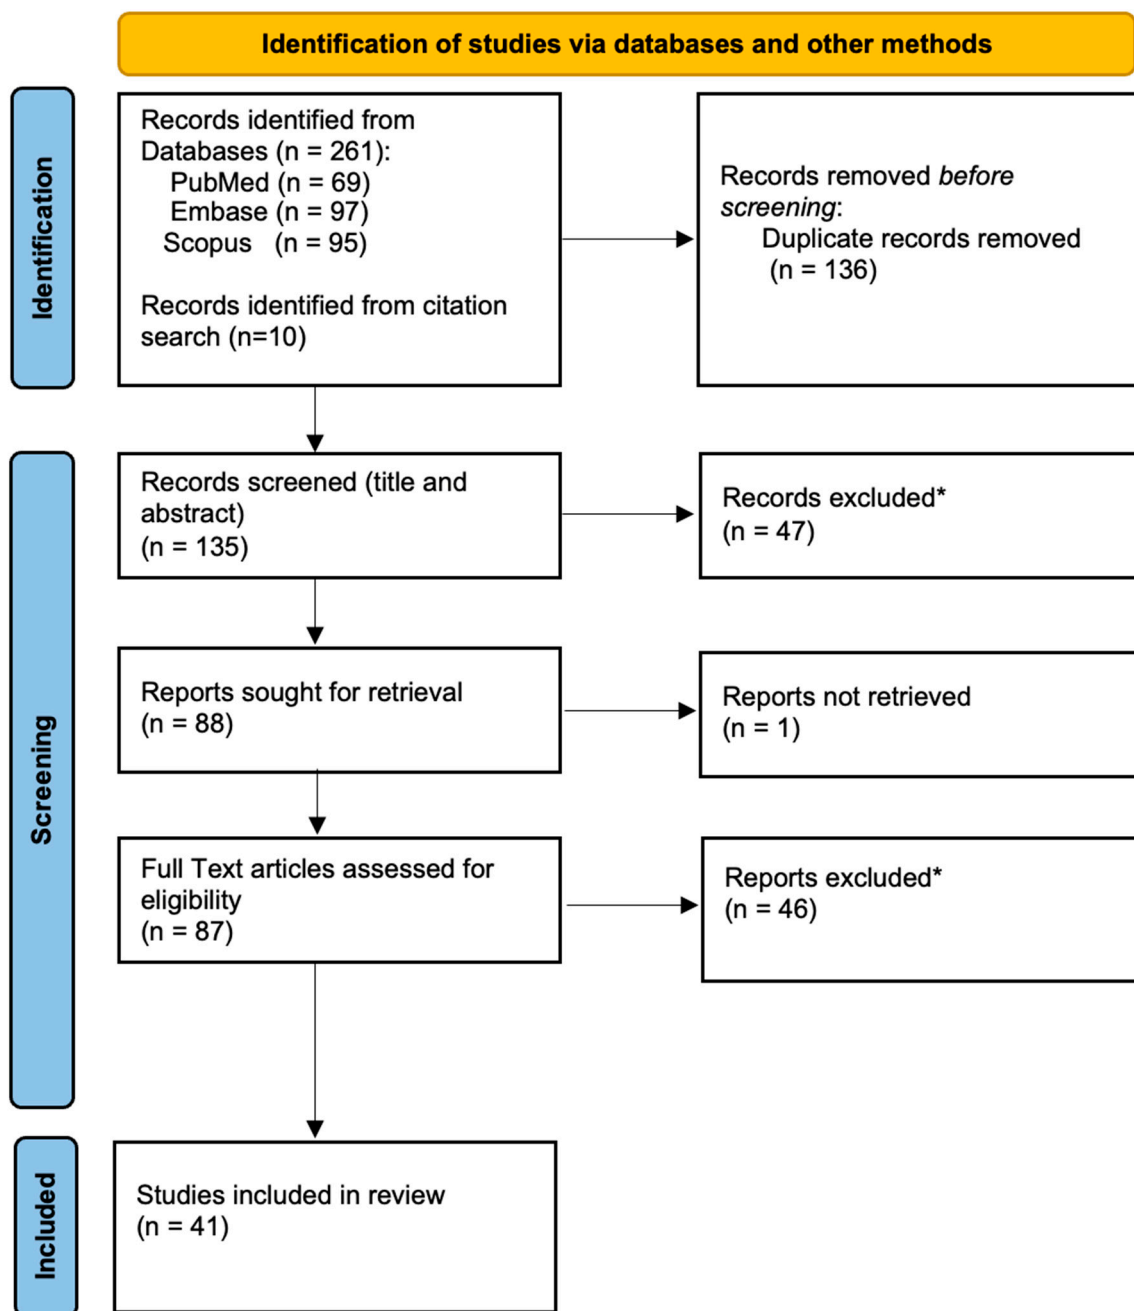 Identification of studies via databases and other methods
Identification
Records identified from
Databases (n = 261):
PubMed (n = 69)
Embase (n = 97)
Scopus (n = 95)
Records identified from citation
search (n=10)
Records removed before
screening:
Duplicate records removed
(n = 136)
Screening
Records screened (title and
abstract)
(n = 135)
Records excluded*
(n = 47)
Reports sought for retrieval
(n = 88)
Reports not retrieved
(n = 1)
Full Text articles assessed for
eligibility
(n = 87)
Reports excluded*
(n = 46)
Included
Studies included in review
(n = 41)